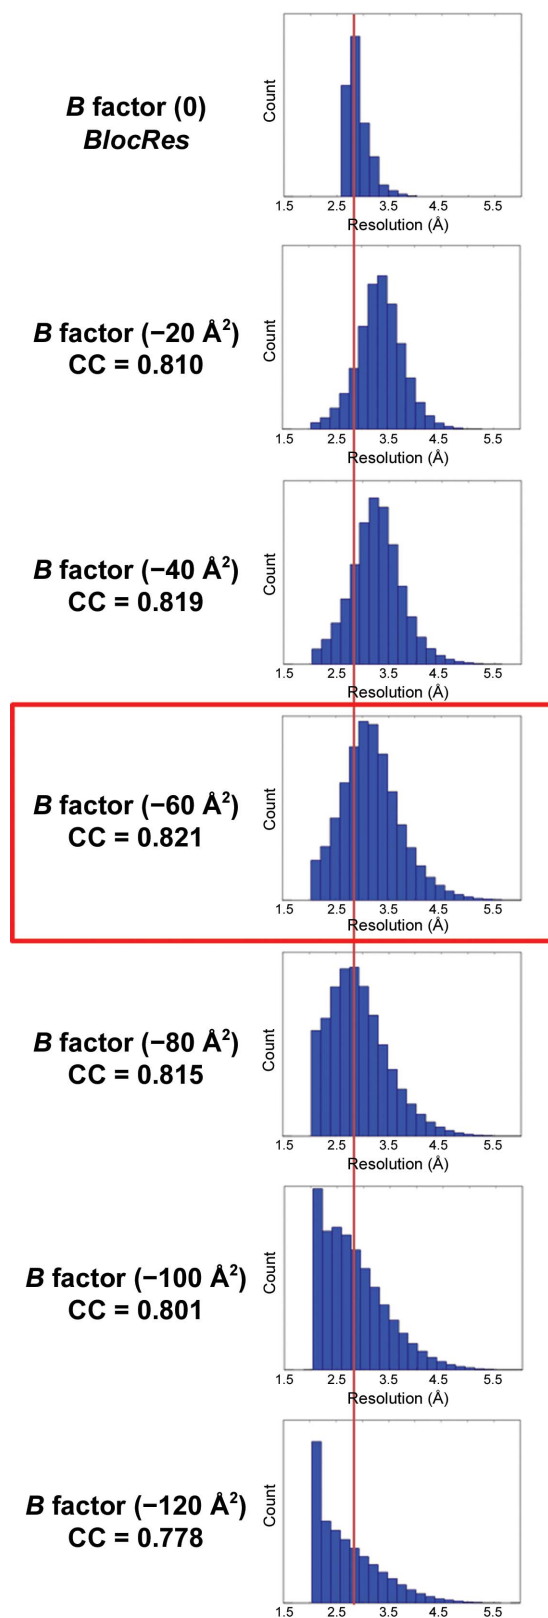 B factor (0)
BlocRes
Count
1.5 2.5 3.5 4.5 5.5
Resolution (Å)
B factor (−20 Å²)
CC = 0.810
Count
1.5 2.5 3.5 4.5 5.5
Resolution (Å)
B factor (−40 Å²)
CC = 0.819
Count
1.5 2.5 3.5 4.5 5.5
Resolution (Å)
B factor (−60 Å²)
CC = 0.821
Count
1.5 2.5 3.5 4.5 5.5
Resolution (Å)
B factor (−80 Å²)
CC = 0.815
Count
1.5 2.5 3.5 4.5 5.5
Resolution (Å)
B factor (−100 Å²)
CC = 0.801
Count
1.5 2.5 3.5 4.5 5.5
Resolution (Å)
B factor (−120 Å²)
CC = 0.778
Count
1.5 2.5 3.5 4.5 5.5